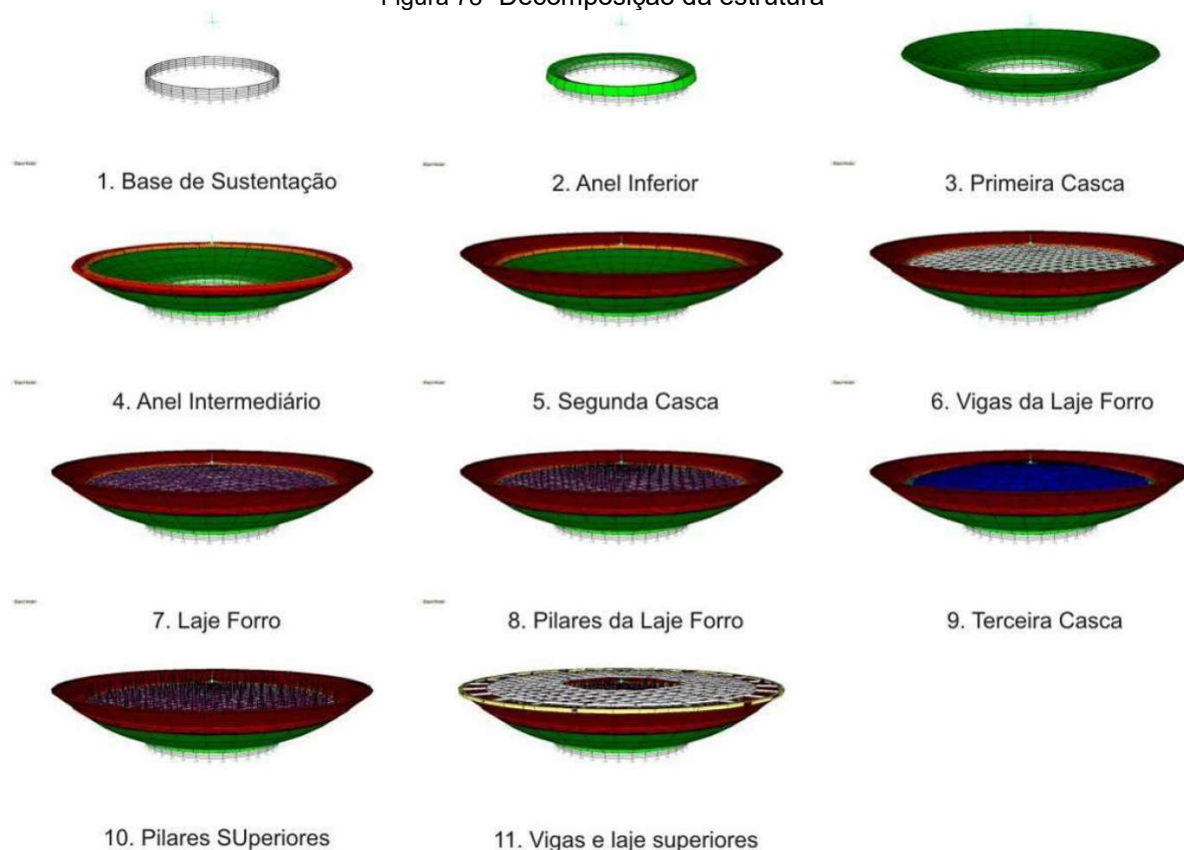 Figura 78 Decomposição da estrutura
1. Base de Sustentação
2. Anel Inferior
3. Primeira Casca
4. Anel Intermediário
5. Segunda Casca
6. Vigas da Laje Forro
7. Laje Forro
8. Pilares da Laje Forro
9. Terceira Casca
10. Pilares SUperiores
11. Vigas e laje superiores